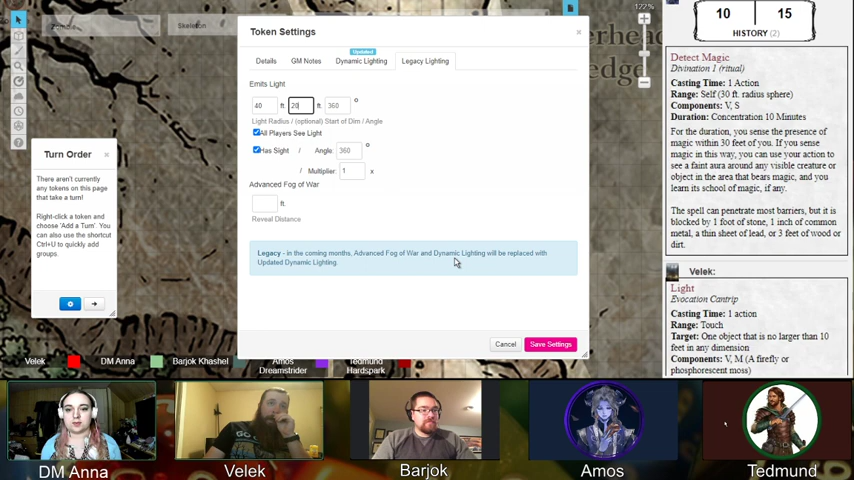 Zombie
Skeleton
122%
Token Settings
×
Details
GM Notes
Updated
Dynamic Lighting
Legacy Lighting
Emits Light
40 ft. 20 ft 360 °
Light Radius / (optional) Start of Dim / Angle
All Players See Light
Has Sight / Angle: 360 °
/ Multiplier: 1 x
Advanced Fog of War
ft.
Reveal Distance
Legacy - in the coming months, Advanced Fog of War and Dynamic Lighting will be replaced with
Updated Dynamic Lighting.
Cancel
Save Settings
Turn Order ×
There aren't currently
any tokens on this page
that take a turn!
Right-click a token and
choose 'Add a Turn'. You
can also use the shortcut
Ctrl+U to quickly add
groups.
10 15
HISTORY (2)
Detect Magic
Divination 1 (ritual)
Casting Time: 1 Action
Range: Self (30 ft. radius sphere)
Components: V, S
Duration: Concentration 10 Minutes
For the duration, you sense the presence of
magic within 30 feet of you. If you sense
magic in this way, you can use your action to
see a faint aura around any visible creature or
object in the area that bears magic, and you
learn its school of magic, if any.
The spell can penetrate most barriers, but it is
blocked by 1 foot of stone, 1 inch of common
metal, a thin sheet of lead, or 3 feet of wood or
dirt.
Velek:
Light
Evocation Cantrip
Casting Time: 1 action
Range: Touch
Target: One object that is no larger than 10
feet in any dimension
Components: V, M (A firefly or
phosphorescent moss)
Velek
DM Anna
Barjok Khashel
Amos
Dreamstrider
Tedmund
Hardspark
DM Anna
Velek
Barjok
Amos
Tedmund